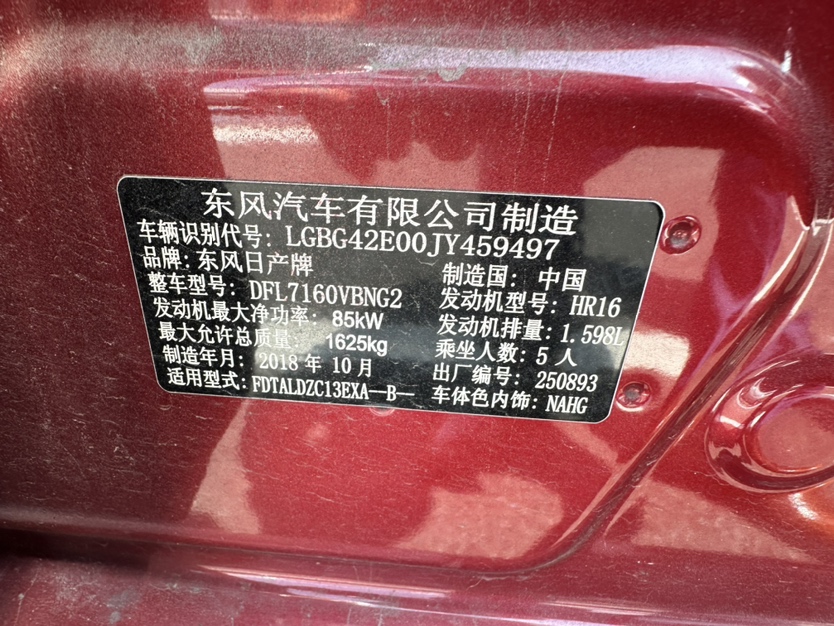 东风汽车有限公司制造
车辆识别代号: LGBG42E00JY459497
品牌: 东风日产牌 制造国: 中国
整车型号: DFL7160VBNG2 发动机型号: HR16
发动机最大净功率: 85kW 发动机排量: 1.598L
最大允许总质量: 1625kg 乘坐人数: 5 人
制造年月: 2018 年 10 月 出厂编号: 250893
适用型式: FDTALDZC13EXA—B— 车体色内饰: NAHG